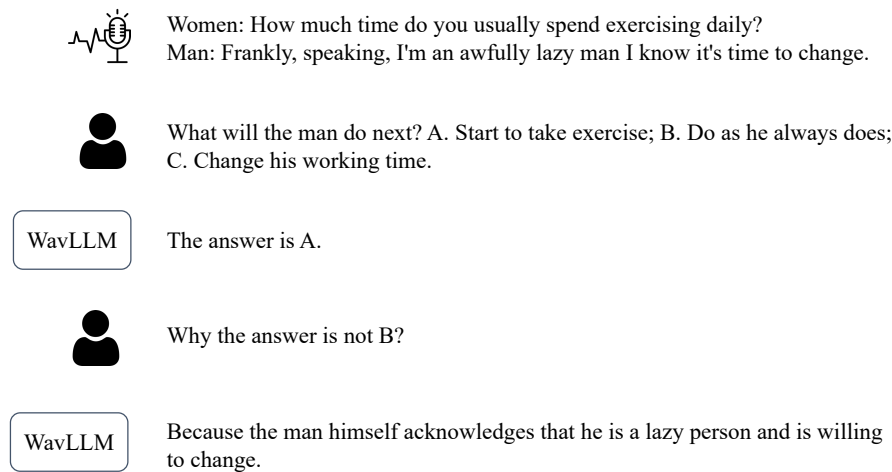 Women: How much time do you usually spend exercising daily?
Man: Frankly, speaking, I'm an awfully lazy man I know it's time to change.
What will the man do next? A. Start to take exercise; B. Do as he always does;
C. Change his working time.
WavLLM
The answer is A.
Why the answer is not B?
WavLLM
Because the man himself acknowledges that he is a lazy person and is willing
to change.